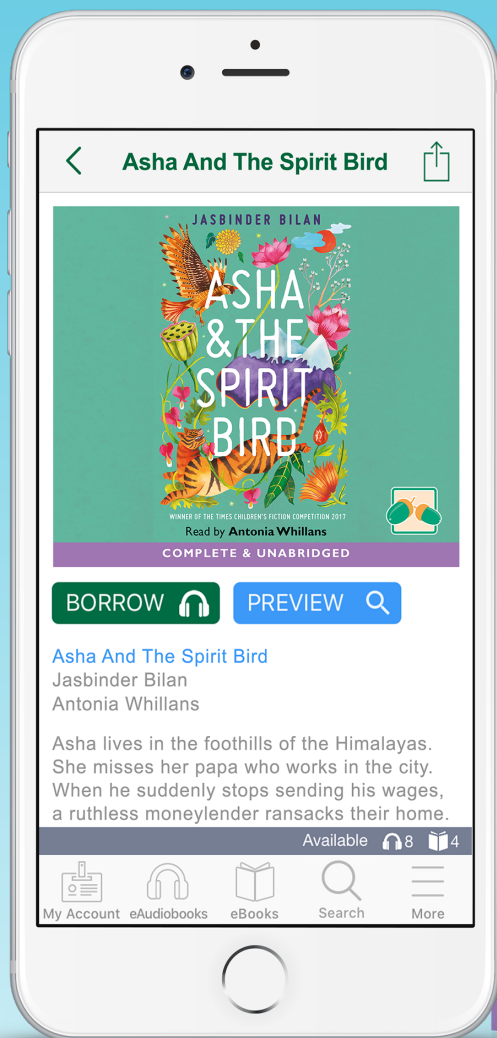 Asha And The Spirit Bird
JASBINDER BILAN
ASHA
& THE
SPIRIT
BIRD
WINNER OF THE TIMES CHILDREN'S FICTION COMPETITION 2017
Read by Antonia Whillans
COMPLETE & UNABRIDGED
BORROW
PREVIEW
Asha And The Spirit Bird
Jasbinder Bilan
Antonia Whillans
Asha lives in the foothills of the Himalayas.
She misses her papa who works in the city.
When he suddenly stops sending his wages,
a ruthless moneylender ransacks their home.
Available 8 4
My Account eAudiobooks eBooks Search More